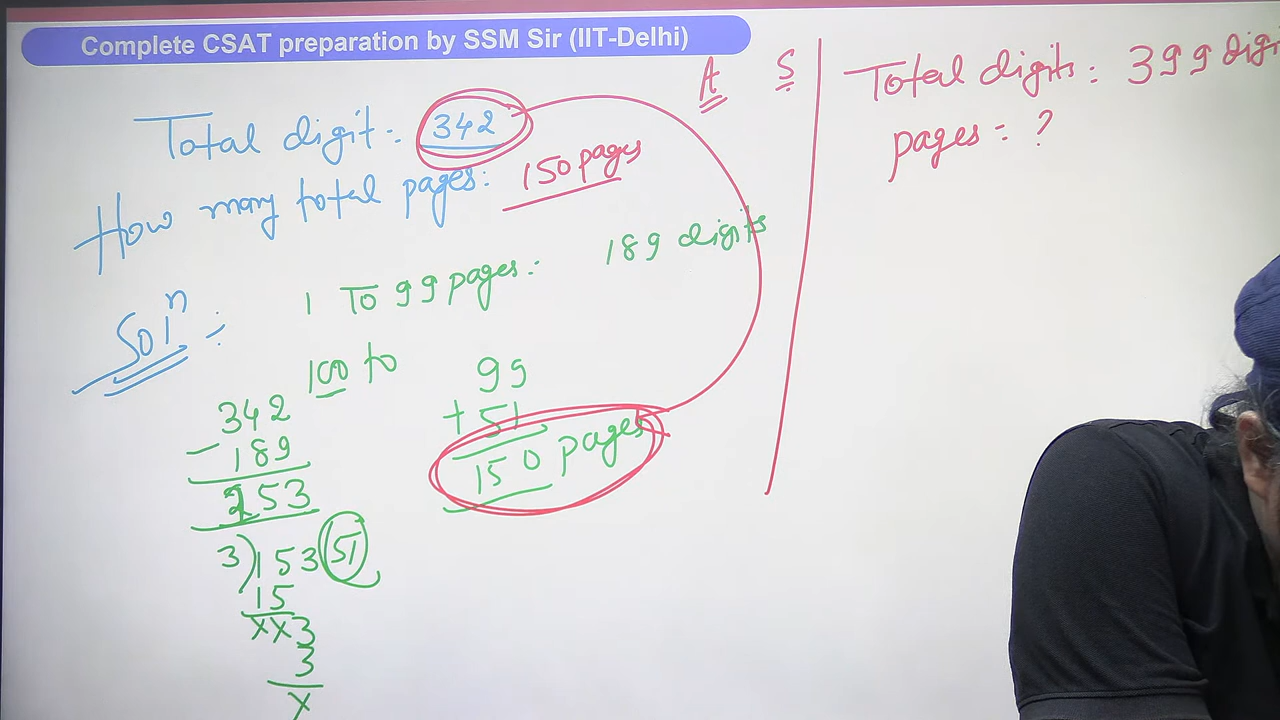 Complete CSAT preparation by SSM Sir (IIT-Delhi)
Total digit:- 342
How many total pages: 150 pages
Solⁿ :-
1 To 99 pages:- 189 digits
100 to
342
- 189
153
3) 153 (51
15
xx3
3
x
99
+ 51
150 pages
A S
Total digits: 399 digi
pages = ?